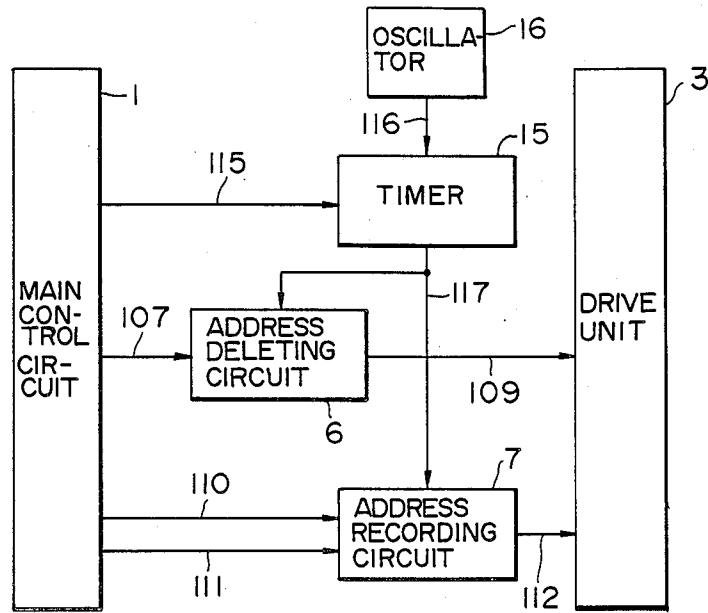 OSCILLA-
TOR
16
1
3
116
15
115
TIMER
117
MAIN
CON-
TROL
CIR-
CUIT
107
ADDRESS
DELETING
CIRCUIT
DRIVE
UNIT
109
6
7
110
ADDRESS
RECORDING
CIRCUIT
111
112